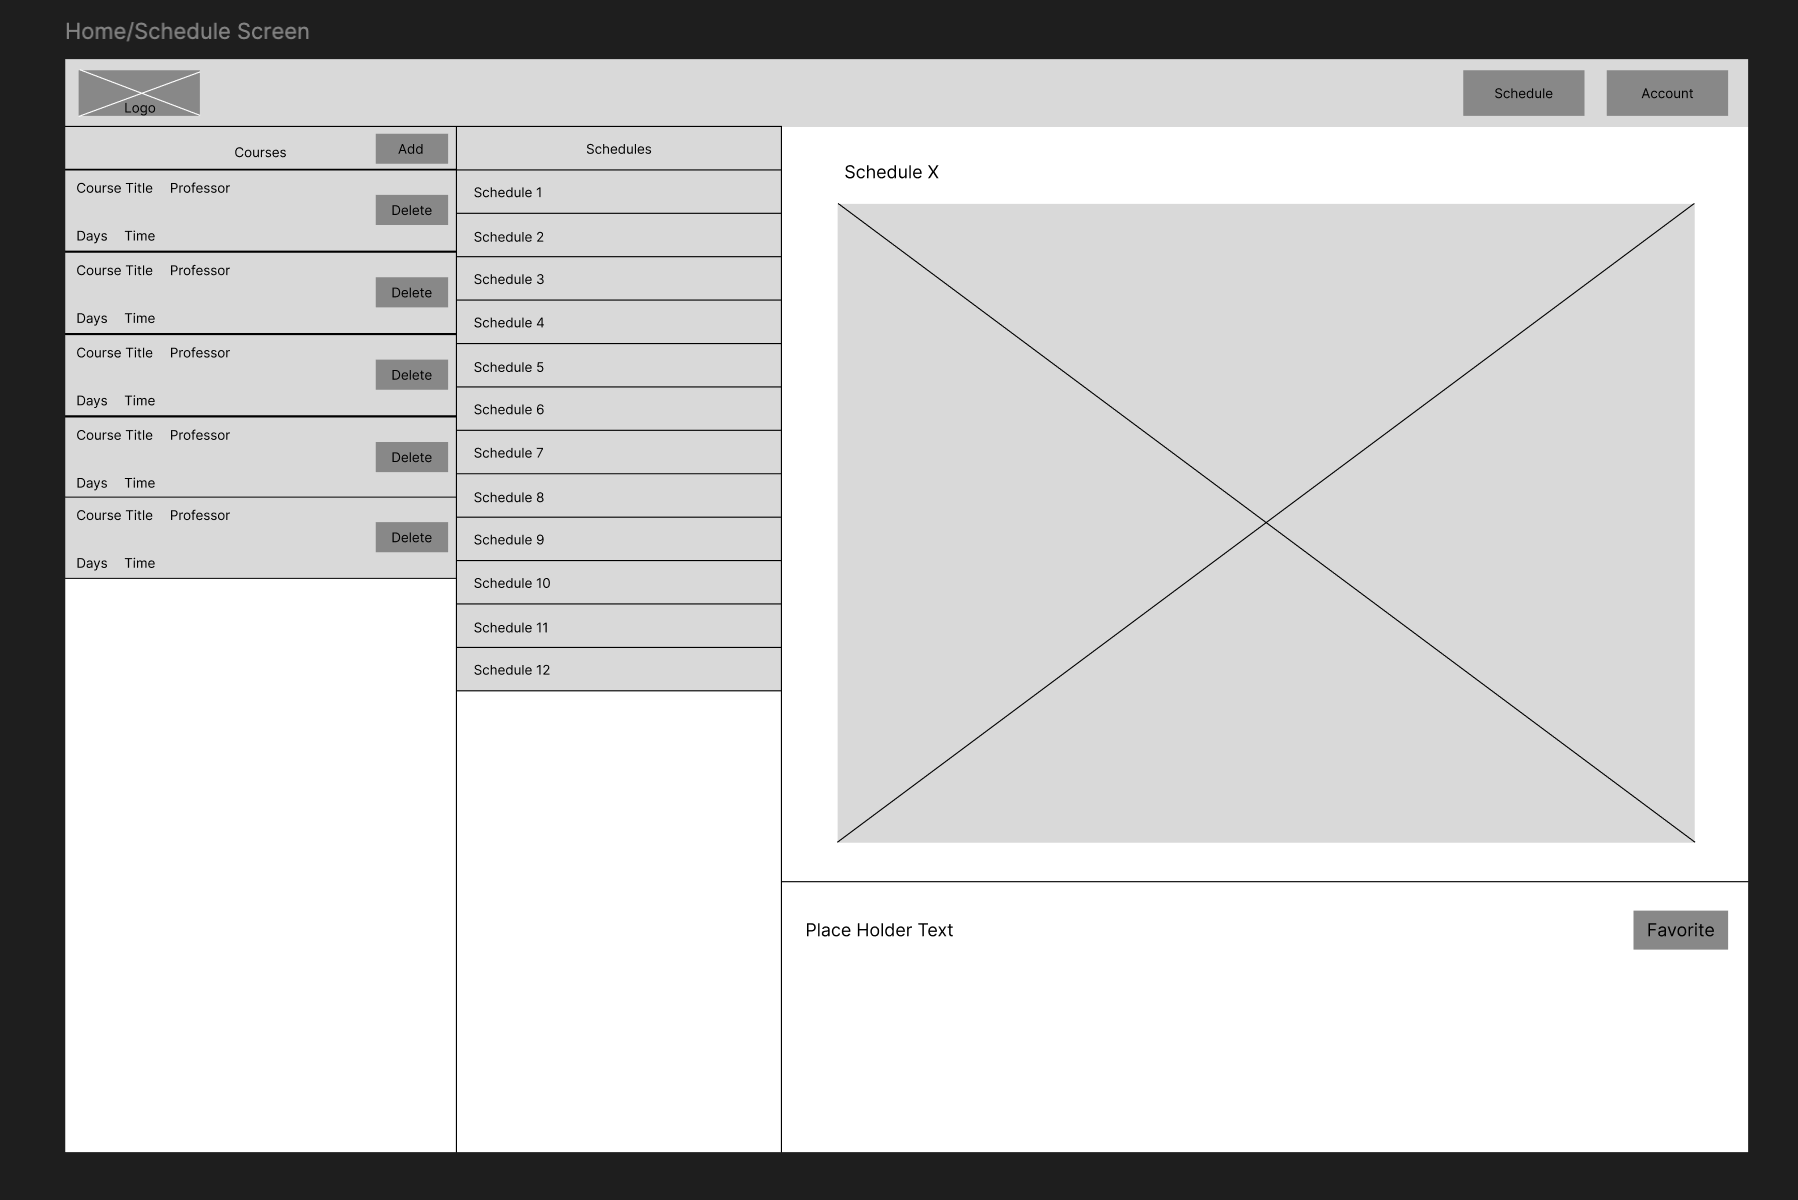 Home/Schedule Screen
Logo
Schedule
Account
Courses
Add
Course Title Professor
Delete
Days Time
Course Title Professor
Delete
Days Time
Course Title Professor
Delete
Days Time
Course Title Professor
Delete
Days Time
Course Title Professor
Delete
Days Time
Schedules
Schedule 1
Schedule 2
Schedule 3
Schedule 4
Schedule 5
Schedule 6
Schedule 7
Schedule 8
Schedule 9
Schedule 10
Schedule 11
Schedule 12
Schedule X
Place Holder Text
Favorite